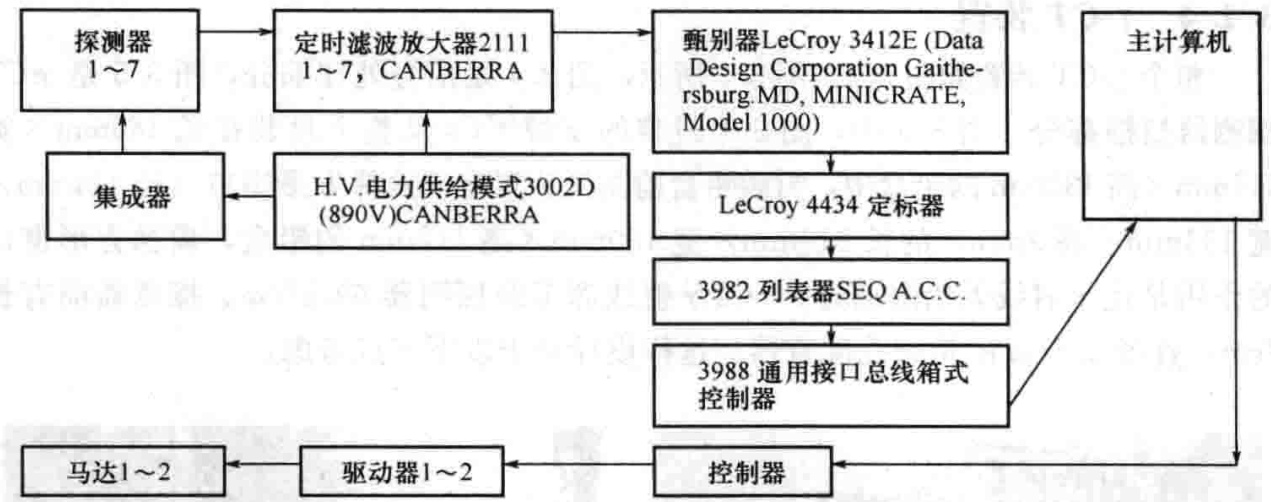 探测器
1~7
定时滤波放大器2111
1~7，CANBERRA
甄别器LeCroy 3412E (Data
Design Corporation Gaithe-
rsburg.MD, MINICRATE,
Model 1000)
主计算机
集成器
H.V.电力供给模式3002D
(890V)CANBERRA
LeCroy 4434 定标器
3982 列表器SEQ A.C.C.
3988 通用接口总线箱式
控制器
马达1～2
驱动器1～2
控制器